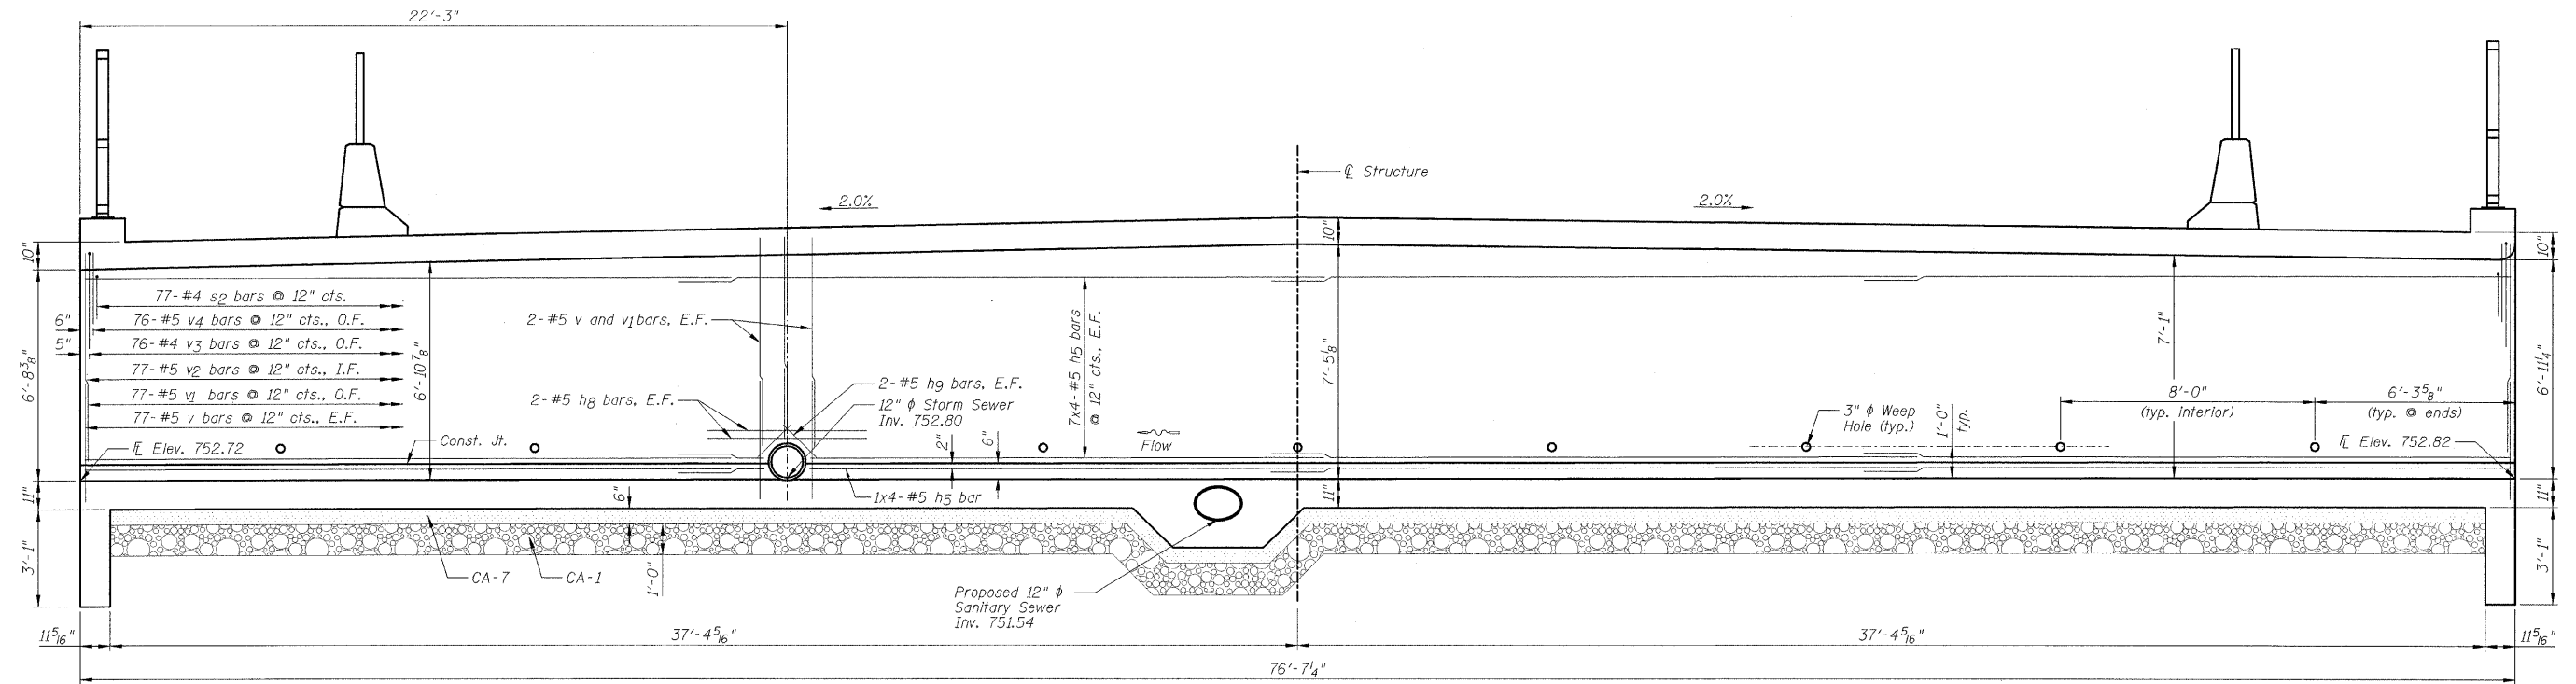 22'-3"
℄ Structure
2.0%
2.0%
10"
10"
10"
77-#4 s2 bars @ 12" cts.
76-#5 v4 bars @ 12" cts., O.F.
76-#4 v3 bars @ 12" cts., O.F.
77-#5 v2 bars @ 12" cts., I.F.
77-#5 v1 bars @ 12" cts., O.F.
77-#5 v bars @ 12" cts., E.F.
6"
5"
6'-8 3/8"
6'-10 7/8"
2-#5 v and v1 bars, E.F.
2-#5 h8 bars, E.F.
2-#5 h9 bars, E.F.
12" ϕ Storm Sewer
Inv. 752.80
7x4-#5 h5 bars
@ 12" cts., E.F.
7'-5 1/8"
7'-1"
6'-11 1/4"
8'-0"
(typ. interior)
6'-3 5/8"
(typ. @ ends)
3" ϕ Weep
Hole (typ.)
1'-0"
typ.
Flow
2"
6"
Const. Jt.
℄ Elev. 752.72
℄ Elev. 752.82
1x4-#5 h5 bar
11"
6"
11"
11"
3'-1"
3'-1"
CA-7
CA-1
1'-0"
Proposed 12" ϕ
Sanitary Sewer
Inv. 751.54
11 5/16"
37'-4 5/16"
37'-4 5/16"
11 5/16"
76'-7 1/4"